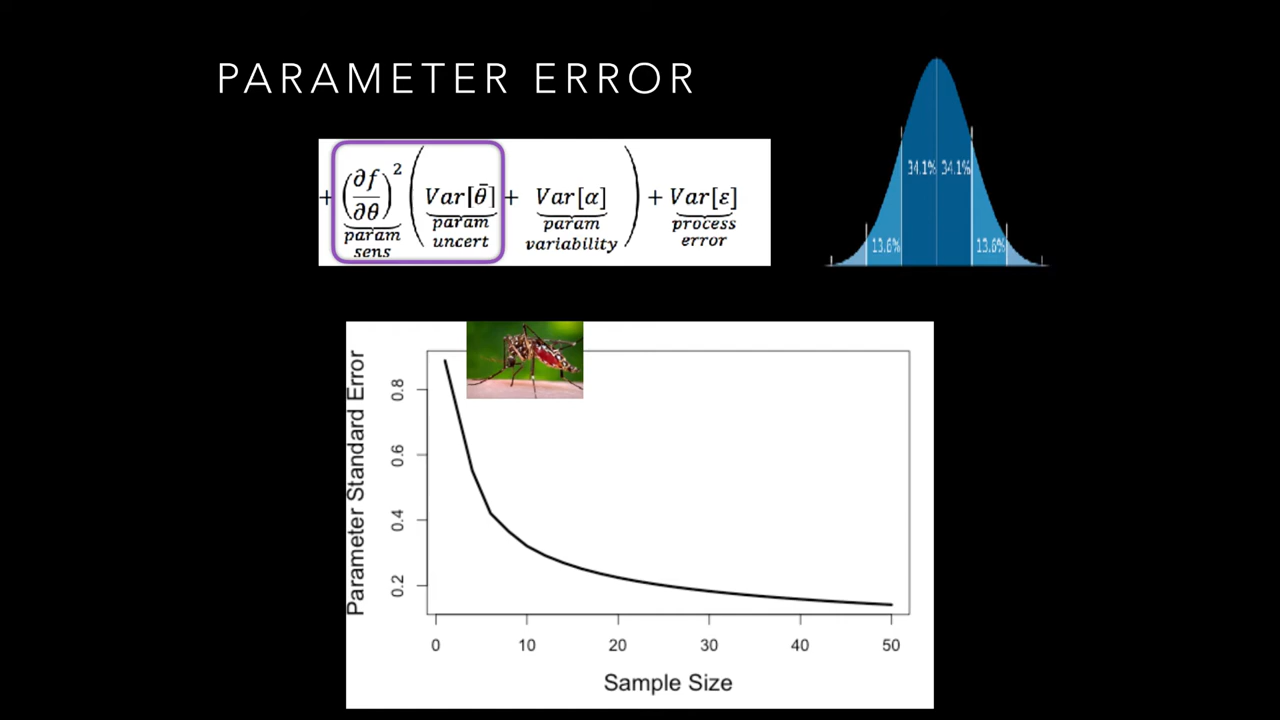 PARAMETER ERROR
+ (∂f/∂θ)² ( Var[θ̄] + Var[α] ) + Var[ε]
param sens param uncert param variability process error
34.1% 34.1%
13.6% 13.6%
Parameter Standard Error
0.8
0.6
0.4
0.2
0 10 20 30 40 50
Sample Size